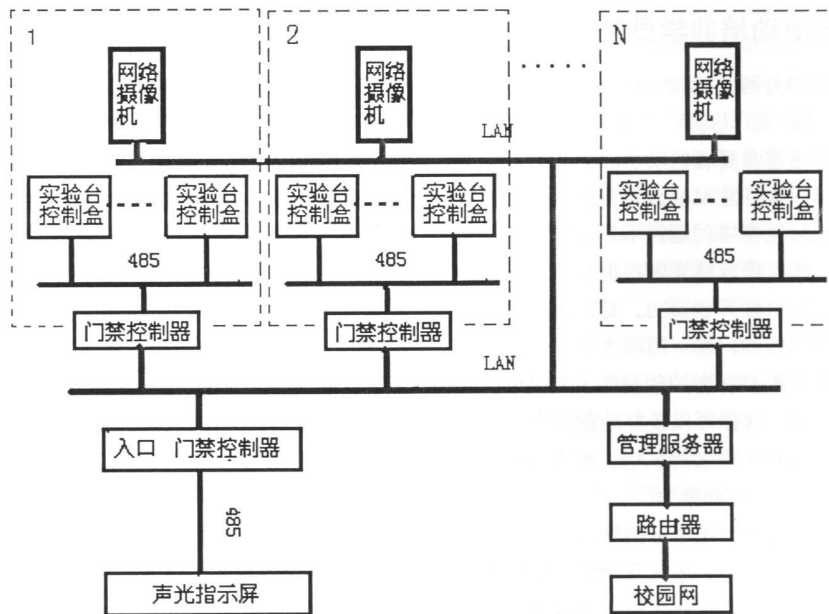 1
2
N
网络
摄像
机
网络
摄像
机
网络
摄像
机
LAN
实验台
控制盒
实验台
控制盒
实验台
控制盒
实验台
控制盒
实验台
控制盒
实验台
控制盒
485
485
485
门禁控制器
门禁控制器
门禁控制器
LAN
入口 门禁控制器
管理服务器
485
路由器
声光指示屏
校园网